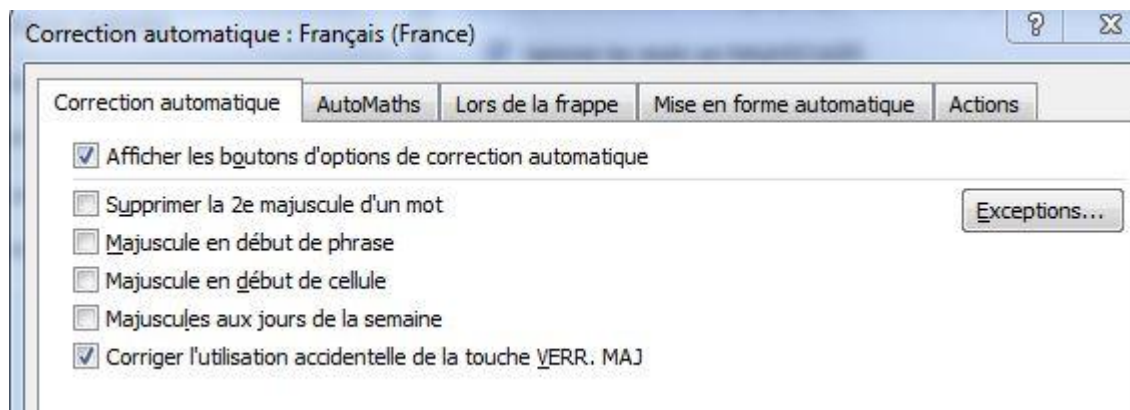 Correction automatique : Français (France)
Correction automatique AutoMaths Lors de la frappe Mise en forme automatique Actions
Afficher les boutons d'options de correction automatique
Supprimer la 2e majuscule d'un mot Exceptions...
Majuscule en début de phrase
Majuscule en début de cellule
Majuscules aux jours de la semaine
Corriger l'utilisation accidentelle de la touche VERR. MAJ